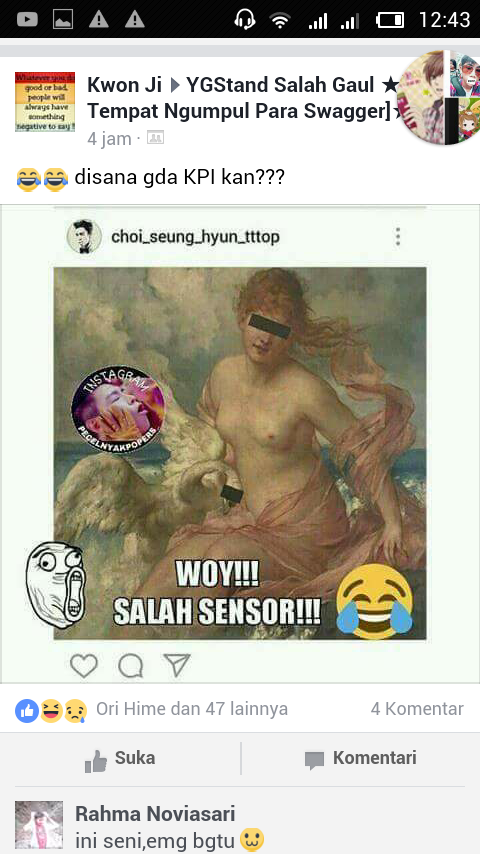 12:43
Whatever you do
good or bad,
people will
always have
something
negative to say !
Kwon Ji ▶ YGStand Salah Gaul ★
Tempat Ngumpul Para Swagger]
4 jam ·
😂😂 disana gda KPI kan???
choi_seung_hyun_tttop
INSTAGRAM
PEGELNYAKPOPERS
WOY!!!
SALAH SENSOR!!!
Ori Hime dan 47 lainnya
4 Komentar
Suka
Komentari
Rahma Noviasari
ini seni,emg bgtu